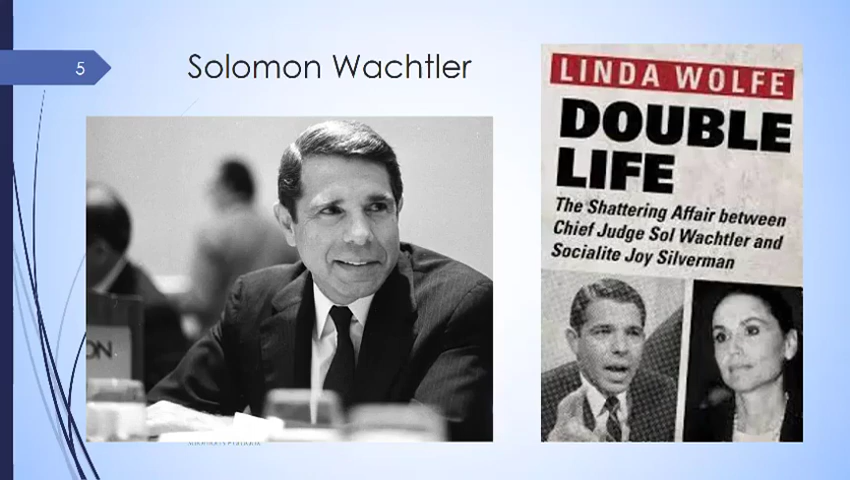 5
Solomon Wachtler
LINDA WOLFE
DOUBLE
LIFE
The Shattering Affair between
Chief Judge Sol Wachtler and
Socialite Joy Silverman
ON